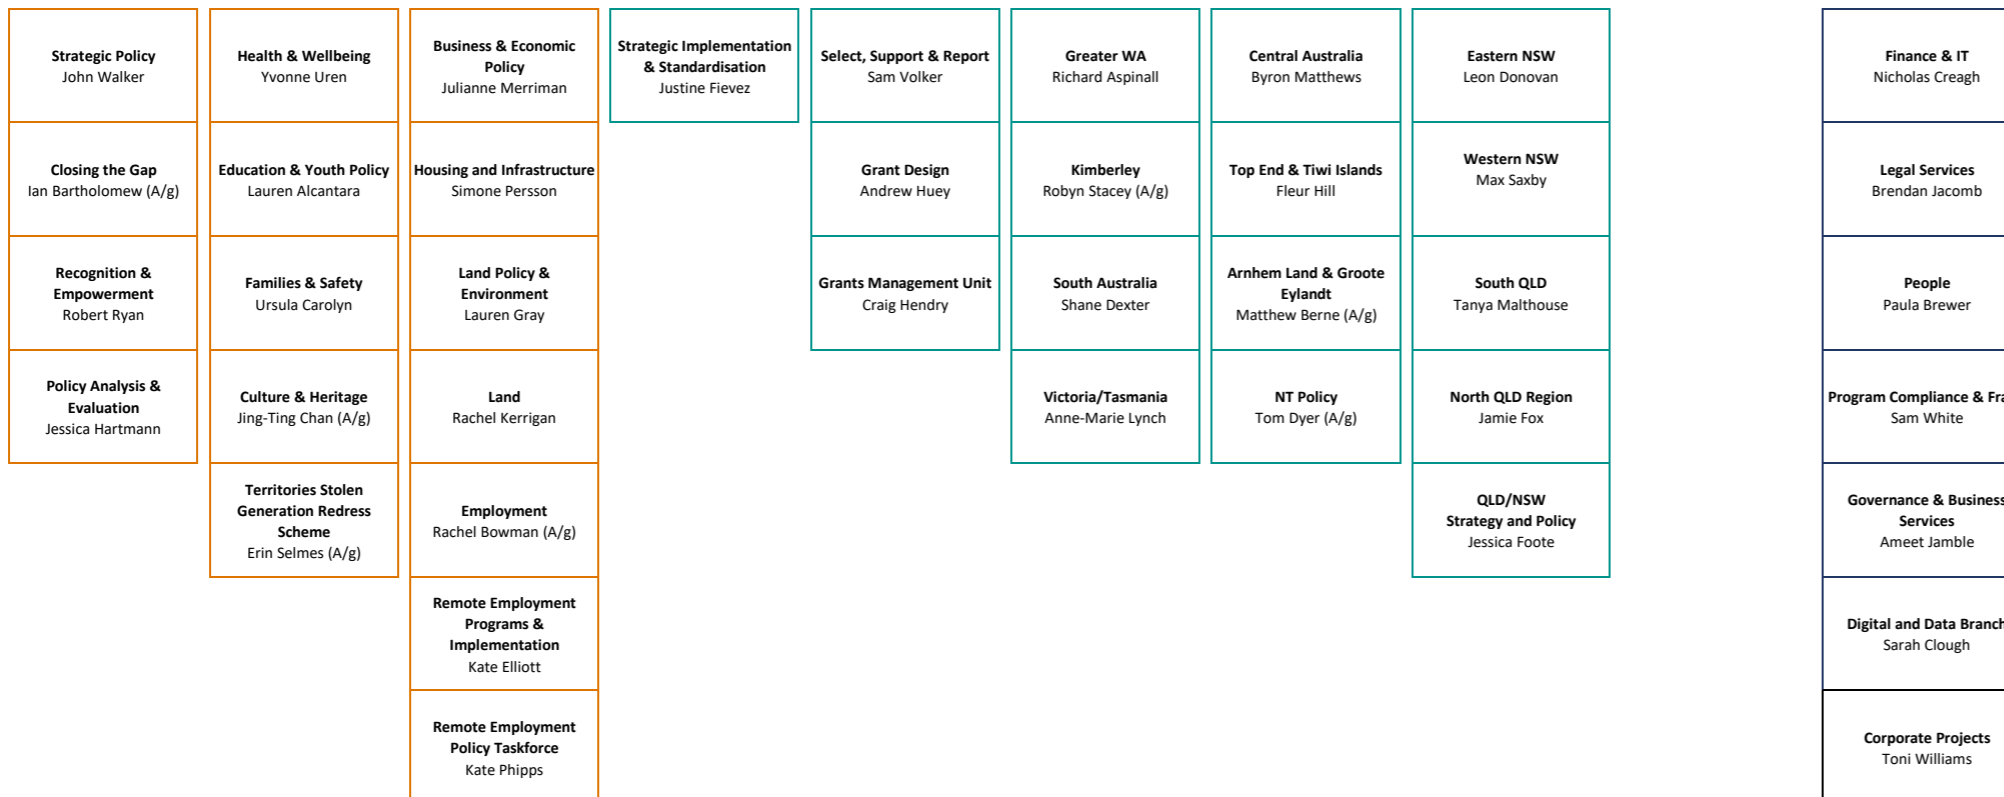 Strategic Policy
John Walker
Closing the Gap
Ian Bartholomew (A/g)
Recognition &
Empowerment
Robert Ryan
Policy Analysis &
Evaluation
Jessica Hartmann
Health & Wellbeing
Yvonne Uren
Education & Youth Policy
Lauren Alcantara
Families & Safety
Ursula Carolyn
Culture & Heritage
Jing-Ting Chan (A/g)
Territories Stolen
Generation Redress
Scheme
Erin Selmes (A/g)
Business & Economic
Policy
Julianne Merriman
Housing and Infrastructure
Simone Persson
Land Policy &
Environment
Lauren Gray
Land
Rachel Kerrigan
Employment
Rachel Bowman (A/g)
Remote Employment
Programs &
Implementation
Kate Elliott
Remote Employment
Policy Taskforce
Kate Phipps
Strategic Implementation
& Standardisation
Justine Fievez
Select, Support & Report
Sam Volker
Grant Design
Andrew Huey
Grants Management Unit
Craig Hendry
Greater WA
Richard Aspinall
Kimberley
Robyn Stacey (A/g)
South Australia
Shane Dexter
Victoria/Tasmania
Anne-Marie Lynch
Central Australia
Byron Matthews
Top End & Tiwi Islands
Fleur Hill
Arnhem Land & Groote
Eylandt
Matthew Berne (A/g)
NT Policy
Tom Dyer (A/g)
Eastern NSW
Leon Donovan
Western NSW
Max Saxby
South QLD
Tanya Malthouse
North QLD Region
Jamie Fox
QLD/NSW
Strategy and Policy
Jessica Foote
Finance & IT
Nicholas Creagh
Legal Services
Brendan Jacomb
People
Paula Brewer
Program Compliance & Fra
Sam White
Governance & Business
Services
Ameet Jamble
Digital and Data Branch
Sarah Clough
Corporate Projects
Toni Williams